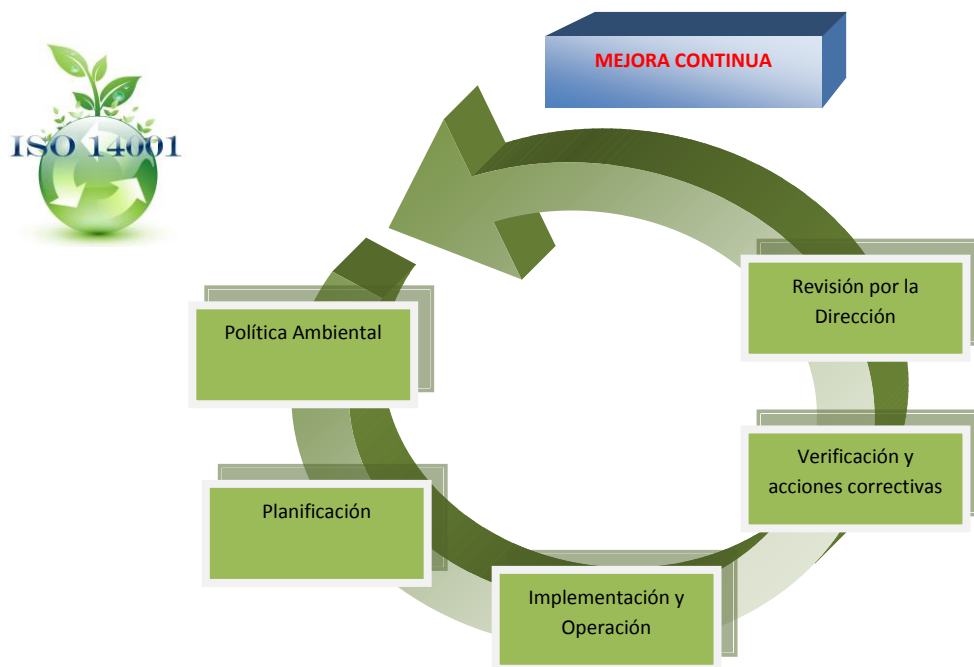 MEJORA CONTINUA
ISO 14001
Revisión por la
Dirección
Política Ambiental
Verificación y
acciones correctivas
Planificación
Implementación y
Operación